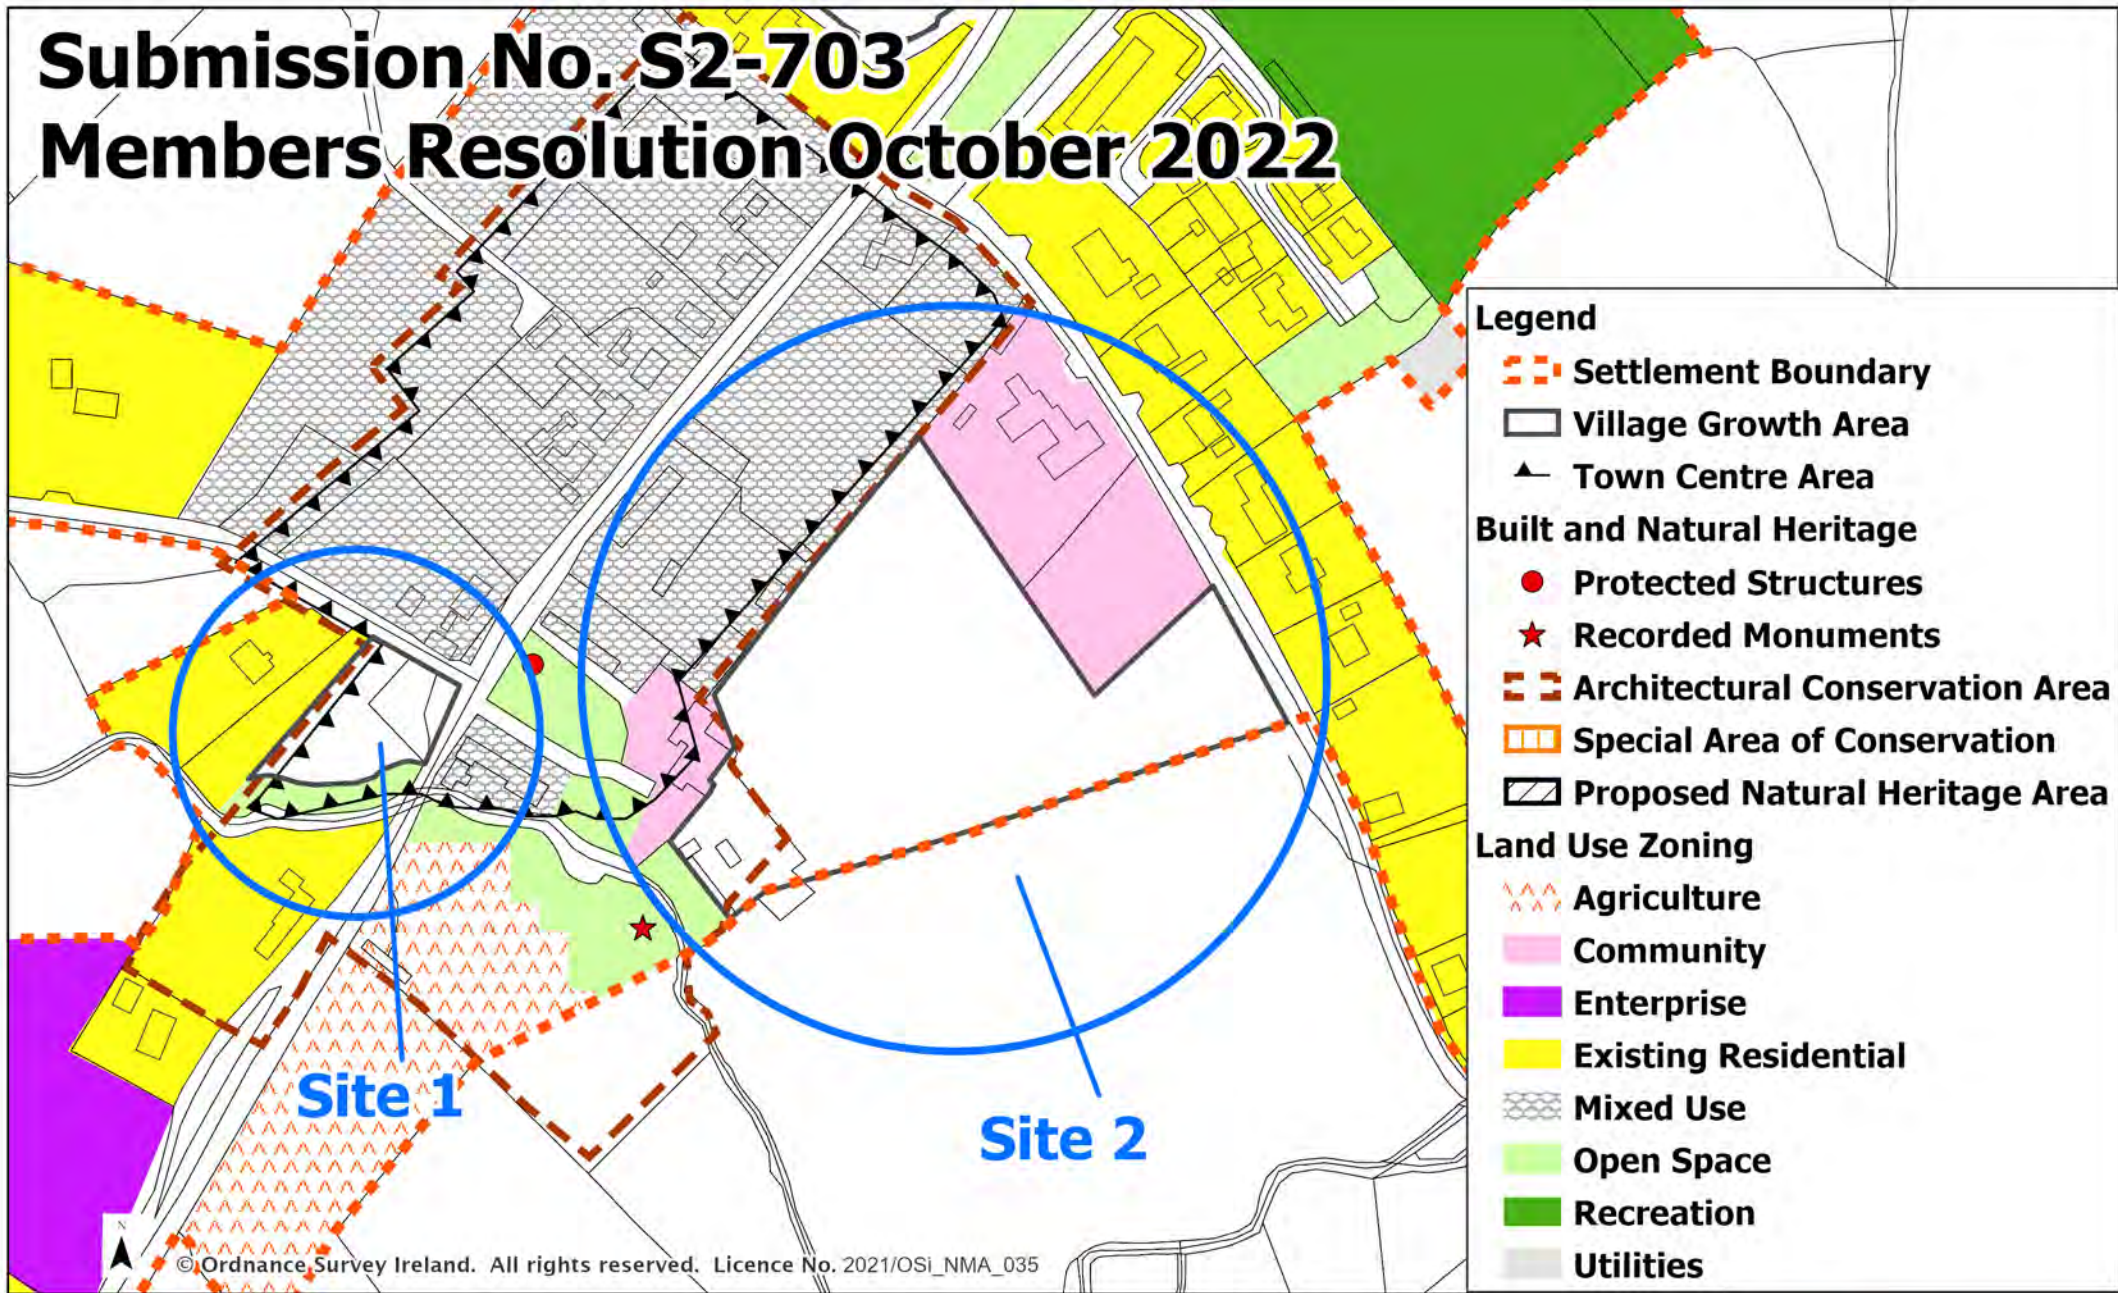 Submission No. S2-703
Members Resolution October 2022
Legend
Settlement Boundary
Village Growth Area
Town Centre Area
Built and Natural Heritage
Protected Structures
Recorded Monuments
Architectural Conservation Area
Special Area of Conservation
Proposed Natural Heritage Area
Land Use Zoning
Agriculture
Community
Enterprise
Existing Residential
Mixed Use
Open Space
Recreation
Utilities
Site 1
Site 2
N
© Ordnance Survey Ireland. All rights reserved. Licence No. 2021/OSi_NMA_035